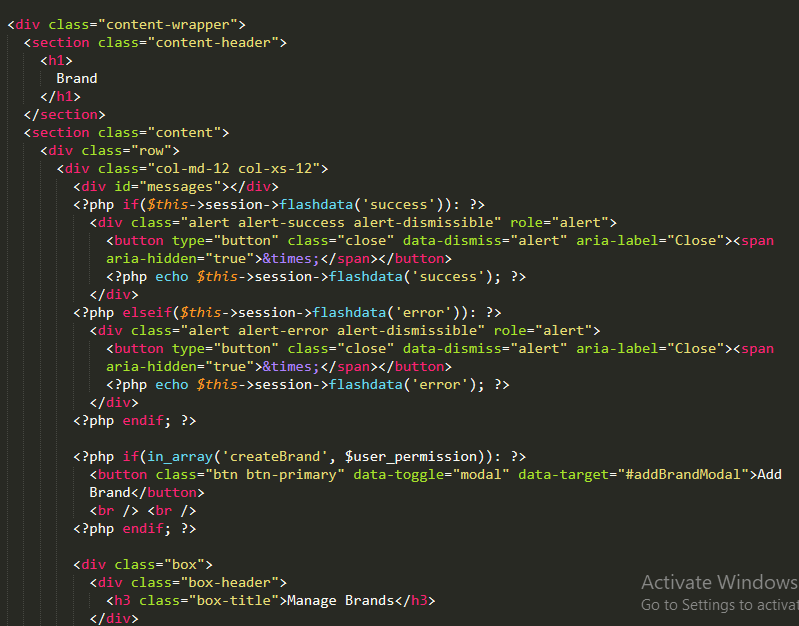 <div class="content-wrapper">
<section class="content-header">
<h1>
Brand
</h1>
</section>
<section class="content">
<div class="row">
<div class="col-md-12 col-xs-12">
<div id="messages"></div>
<?php if($this->session->flashdata('success')): ?>
<div class="alert alert-success alert-dismissible" role="alert">
<button type="button" class="close" data-dismiss="alert" aria-label="Close"><span
aria-hidden="true">&times;</span></button>
<?php echo $this->session->flashdata('success'); ?>
</div>
<?php elseif($this->session->flashdata('error')): ?>
<div class="alert alert-error alert-dismissible" role="alert">
<button type="button" class="close" data-dismiss="alert" aria-label="Close"><span
aria-hidden="true">&times;</span></button>
<?php echo $this->session->flashdata('error'); ?>
</div>
<?php endif; ?>
<?php if(in_array('createBrand', $user_permission)): ?>
<button class="btn btn-primary" data-toggle="modal" data-target="#addBrandModal">Add
Brand</button>
<br /> <br />
<?php endif; ?>
<div class="box">
<div class="box-header">
<h3 class="box-title">Manage Brands</h3>
</div>
Activate Windows
Go to Settings to activat